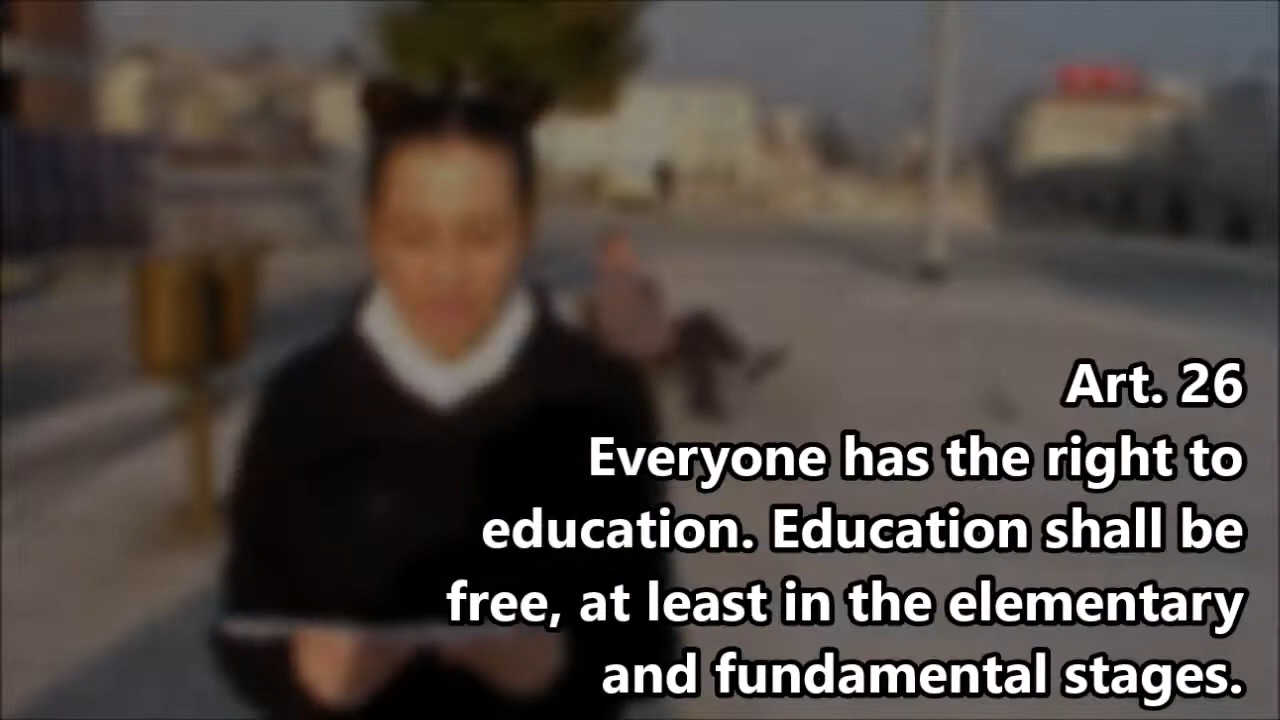 Art. 26
Everyone has the right to
education. Education shall be
free, at least in the elementary
and fundamental stages.